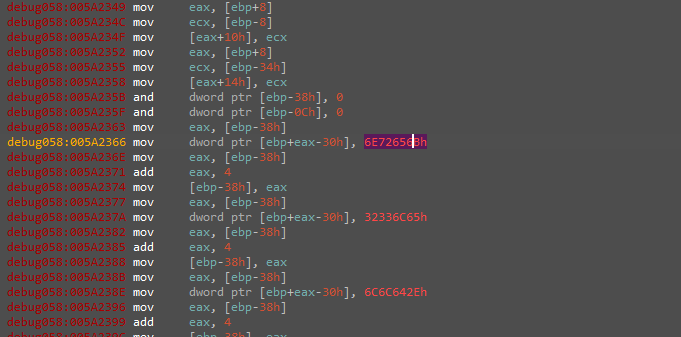 debug058:005A2349 mov eax, [ebp+8]
debug058:005A234C mov ecx, [ebp-8]
debug058:005A234F mov [eax+10h], ecx
debug058:005A2352 mov eax, [ebp+8]
debug058:005A2355 mov ecx, [ebp-34h]
debug058:005A2358 mov [eax+14h], ecx
debug058:005A235B and dword ptr [ebp-38h], 0
debug058:005A235F and dword ptr [ebp-0Ch], 0
debug058:005A2363 mov eax, [ebp-38h]
debug058:005A2366 mov dword ptr [ebp+eax-30h], 6E72656Bh
debug058:005A236E mov eax, [ebp-38h]
debug058:005A2371 add eax, 4
debug058:005A2374 mov [ebp-38h], eax
debug058:005A2377 mov eax, [ebp-38h]
debug058:005A237A mov dword ptr [ebp+eax-30h], 32336C65h
debug058:005A2382 mov eax, [ebp-38h]
debug058:005A2385 add eax, 4
debug058:005A2388 mov [ebp-38h], eax
debug058:005A238B mov eax, [ebp-38h]
debug058:005A238E mov dword ptr [ebp+eax-30h], 6C6C642Eh
debug058:005A2396 mov eax, [ebp-38h]
debug058:005A2399 add eax, 4
debug058:005A239C mov [ebp-38h], eax